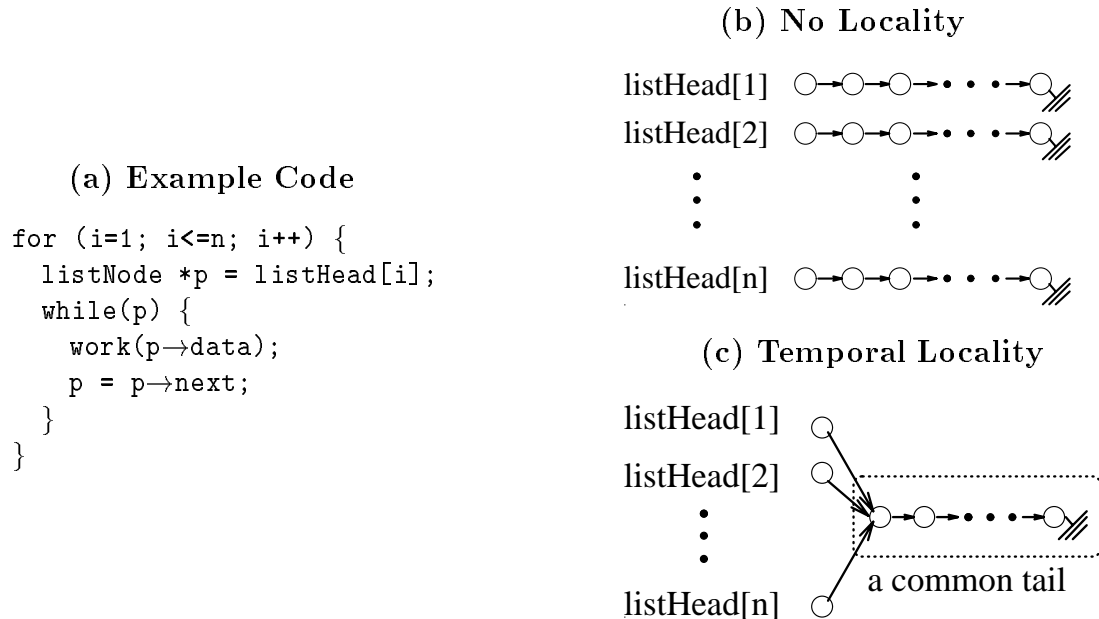 (a) Example Code
for (i=1; i<=n; i++) {
listNode *p = listHead[i];
while(p) {
work(p→data);
p = p→next;
}
}
(b) No Locality
listHead[1]
listHead[2]
listHead[n]
(c) Temporal Locality
listHead[1]
listHead[2]
listHead[n]
a common tail